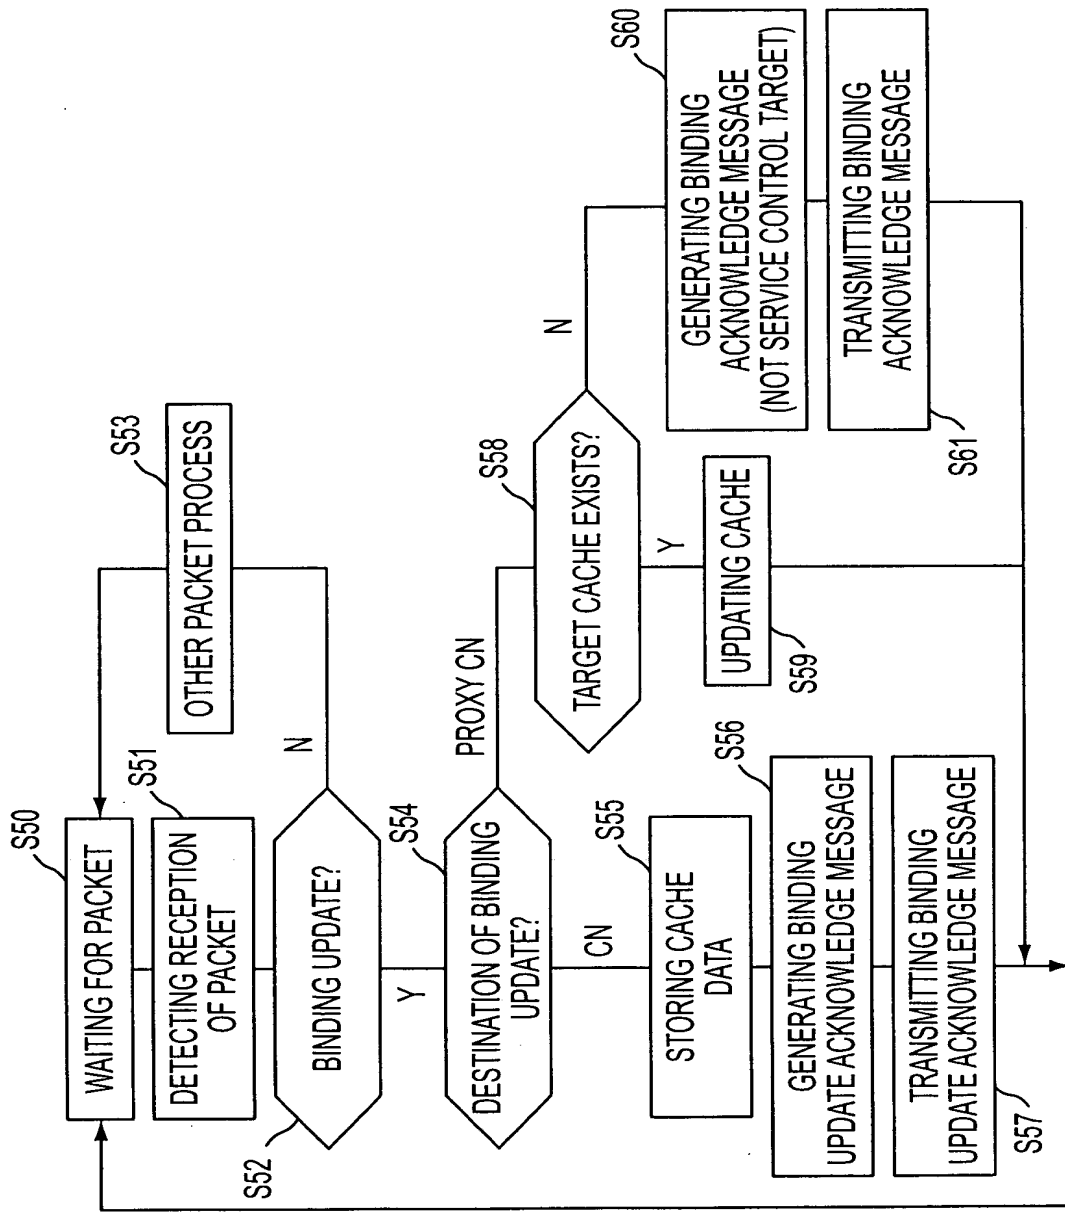 S50
WAITING FOR PACKET
S51
DETECTING RECEPTION
OF PACKET
S52
BINDING UPDATE?
N
S53
OTHER PACKET PROCESS
Y
S54
DESTINATION OF BINDING
UPDATE?
PROXY CN
CN
S55
STORING CACHE
DATA
S56
GENERATING BINDING
UPDATE ACKNOWLEDGE MESSAGE
TRANSMITTING BINDING
UPDATE ACKNOWLEDGE MESSAGE
S57
S58
TARGET CACHE EXISTS?
N
Y
UPDATING CACHE
S59
S60
GENERATING BINDING
ACKNOWLEDGE MESSAGE
(NOT SERVICE CONTROL TARGET)
TRANSMITTING BINDING
ACKNOWLEDGE MESSAGE
S61